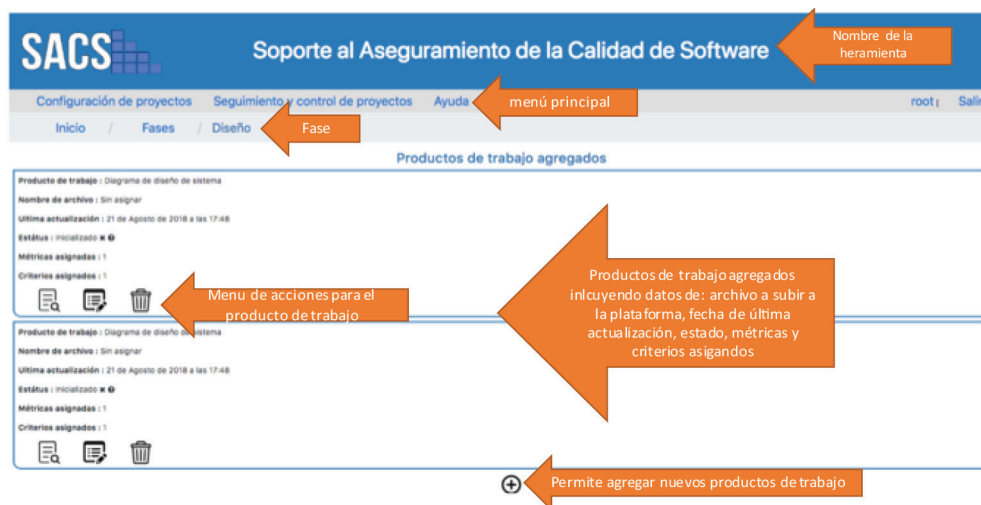 SACS
Soporte al Aseguramiento de la Calidad de Software
Nombre de la
heramienta
Configuración de proyectos Seguimiento y control de proyectos Ayuda
menú principal
root Salir
Inicio / Fases / Diseño
Fase
Productos de trabajo agregados
Producto de trabajo : Diagrama de diseño de sistema
Nombre de archivo : Sin asignar
Ultima actualización : 21 de Agosto de 2018 a las 17:48
Estátus : Inicializado
Métricas asignadas : 1
Criterios asignados : 1
Menu de acciones para el
producto de trabajo
Productos de trabajo agregados
inlcuyendo datos de: archivo a subir a
la plataforma, fecha de última
actualización, estado, métricas y
criterios asigandos
Producto de trabajo : Diagrama de diseño de sistema
Nombre de archivo : Sin asignar
Ultima actualización : 21 de Agosto de 2018 a las 17:48
Estátus : Inicializado
Métricas asignadas : 1
Criterios asignados : 1
Permite agregar nuevos productos de trabajo